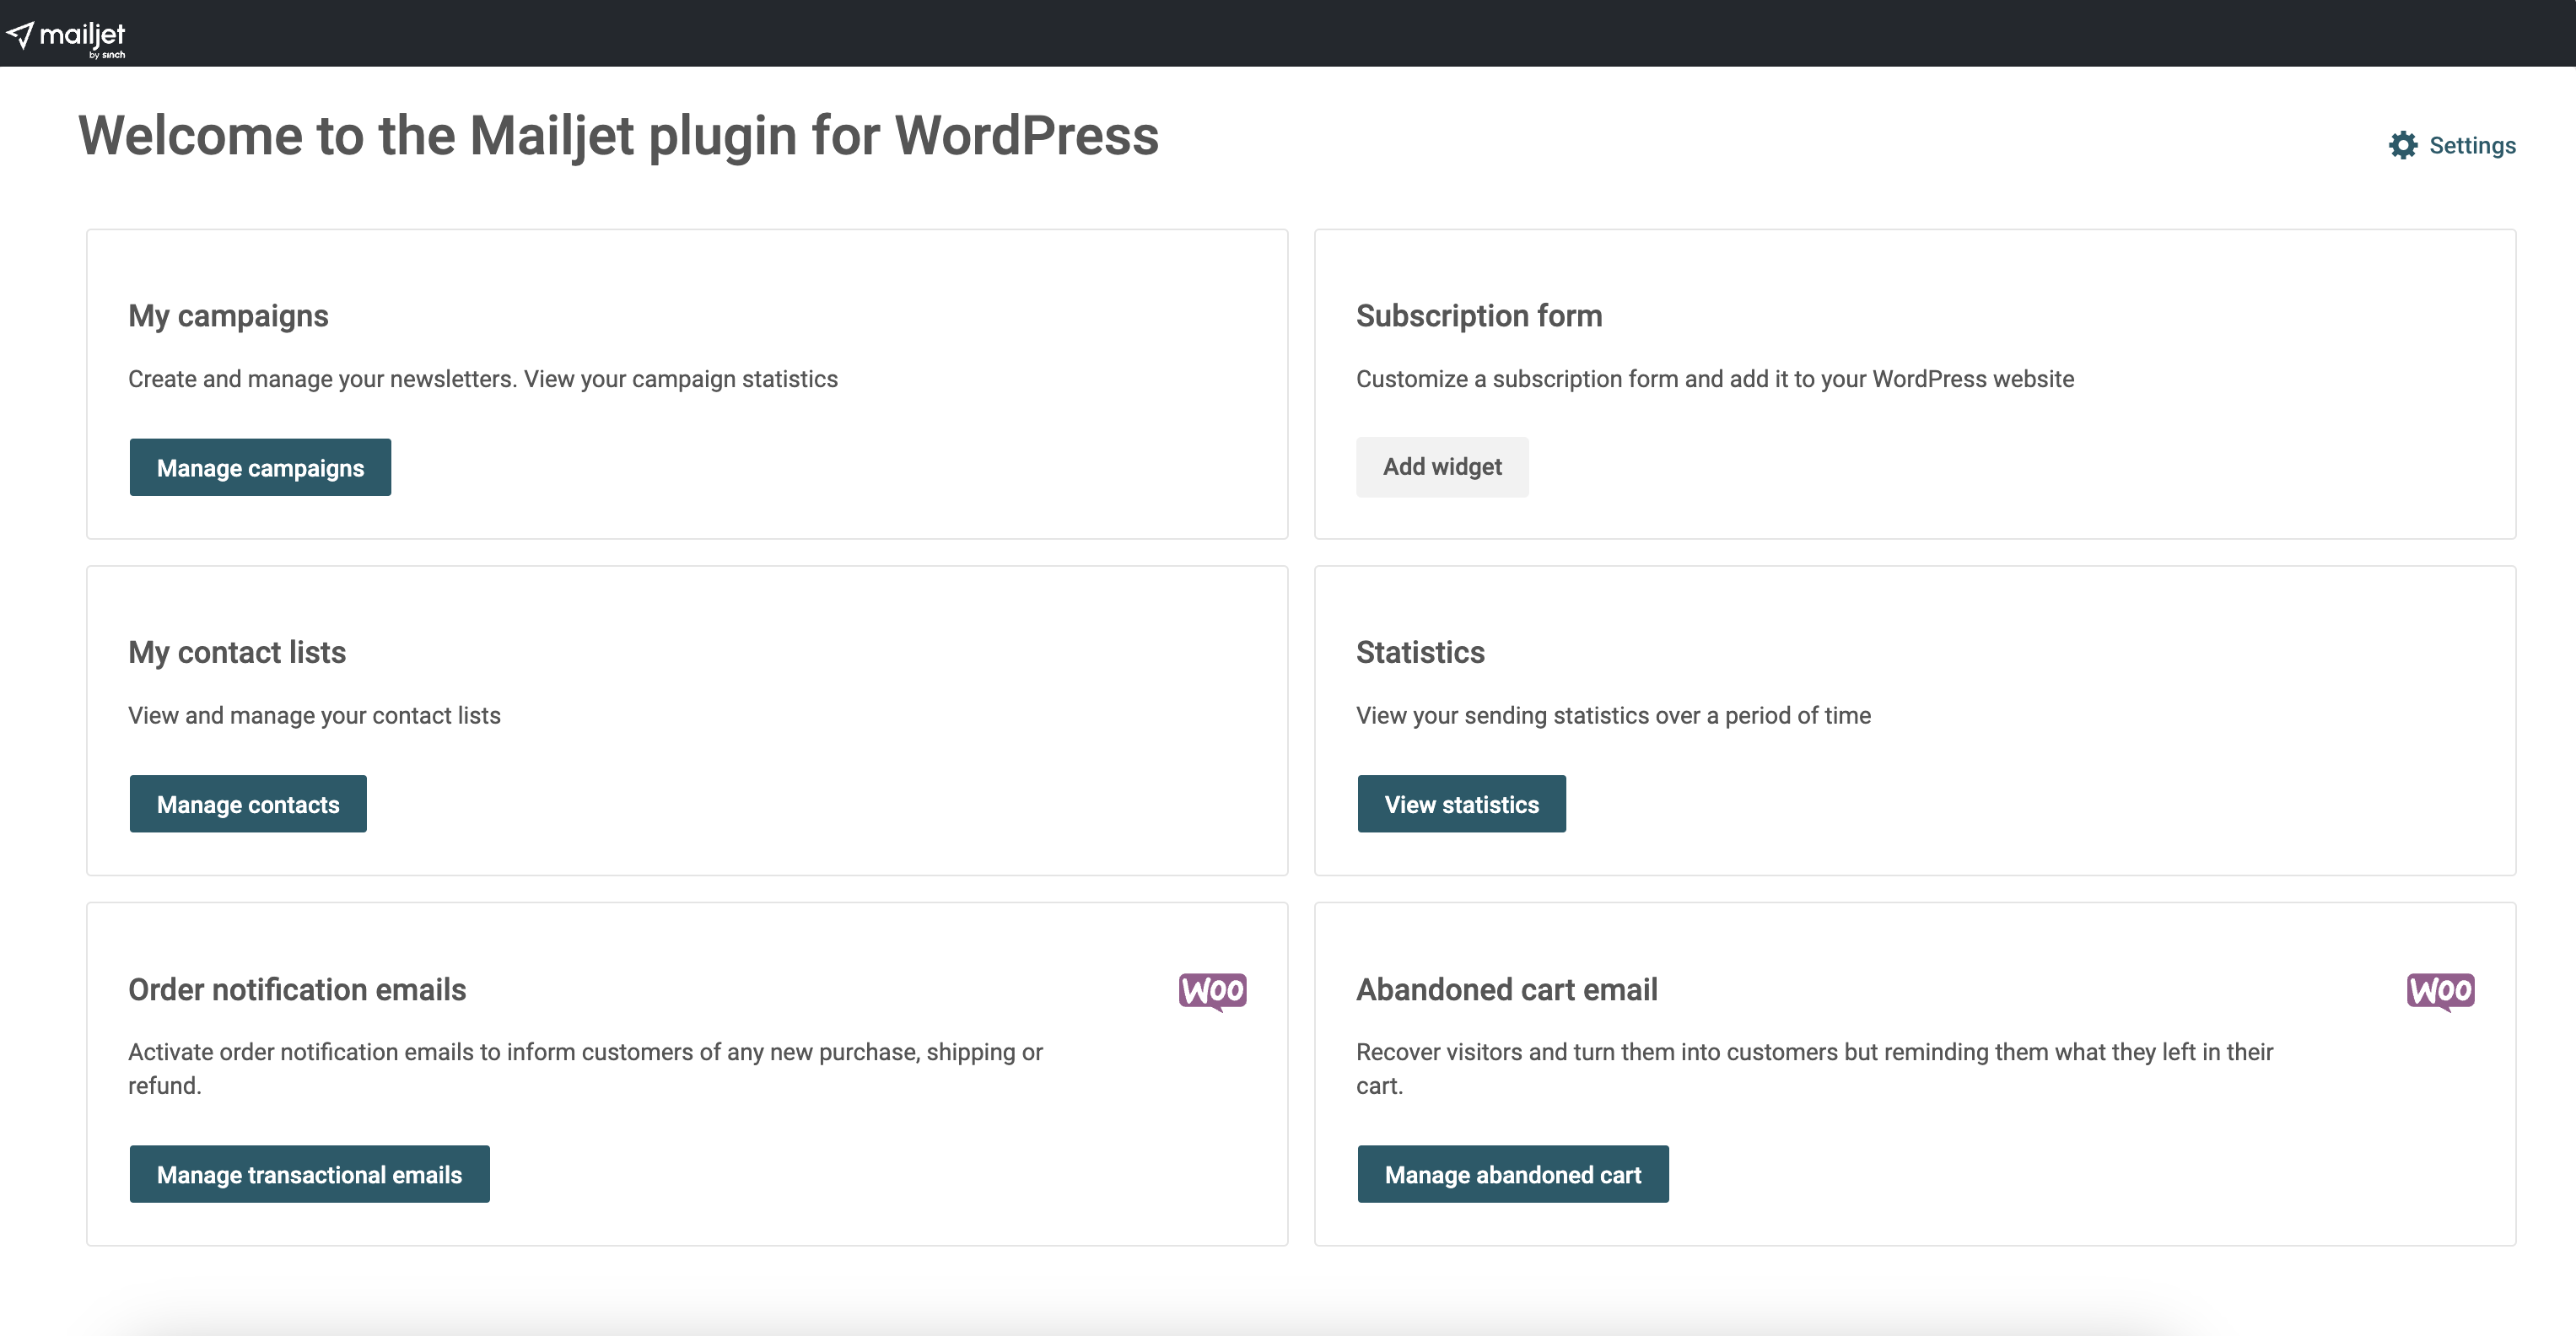 mailjet
by sinch
Welcome to the Mailjet plugin for WordPress
Settings
My campaigns
Create and manage your newsletters. View your campaign statistics
Manage campaigns
Subscription form
Customize a subscription form and add it to your WordPress website
Add widget
My contact lists
View and manage your contact lists
Manage contacts
Statistics
View your sending statistics over a period of time
View statistics
Order notification emails
Woo
Activate order notification emails to inform customers of any new purchase, shipping or
refund.
Manage transactional emails
Abandoned cart email
Woo
Recover visitors and turn them into customers but reminding them what they left in their
cart.
Manage abandoned cart